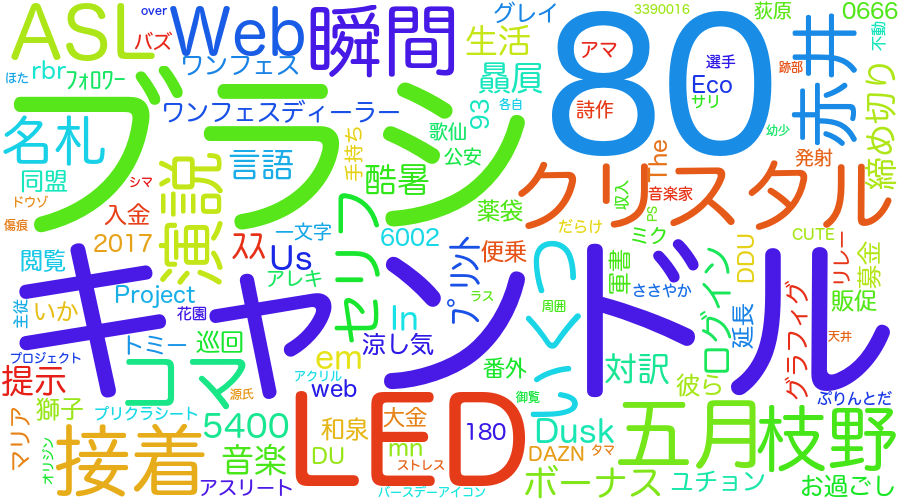 over
ASL
バズ
Web
瞬間
グレイ
生活
80
3390016
荻原
0666
不動
赤井
ほた
rbr
フォロワー
ワンフェス
贔屓
アマ
選手
跡部
Eco
サリ
詩作
ブラシ
ワンフェスディーラー
93
各自
幼少
締め切り
名札
言語
手持ち
歌仙
公安
The
発射
同盟
シマ
演説
酷暑
クリスタル
ドウゾ
傷痕
入金
スス
一文字
セリフ
薬袋
収入
音楽家
PS
だらけ
ミク
2017
6002
便乗
いくつ
CUTE
閲覧
Us
アレキ
プリント
軍書
ささやか
ログイン
DDU
リレー
募金
キャンドル
Project
主従
いか
花園
In
ラス
周囲
延長
グラフィグ
販促
天井
プロジェクト
トミー
巡回
涼し気
コマ
em
番外
対訳
彼ら
提示
アクリル
源氏
web
御覧
ぷりんとだ
マリア
獅子
プリクラシート
LED
5400
和泉
大金
180
Dusk
五月
枝野
オリジン
接着
音楽
DU
mn
ストレス
DAZN
タマ
アスリート
バースデーアイコン
ボーナス
ユチョン
お過ごし